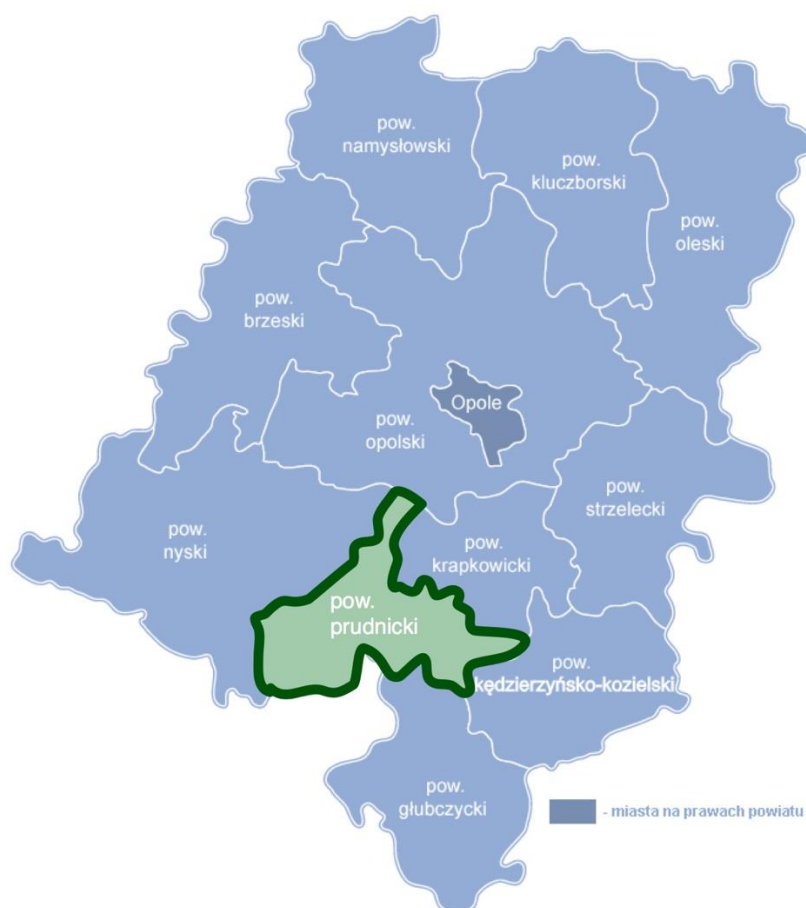 pow.
namysłowski
pow.
kluczborski
pow.
oleski
pow.
brzeski
Opole
pow.
opolski
pow.
strzelecki
pow.
nyski
pow.
krapkowicki
pow.
prudnicki
pow.
kędzierzyńsko-kozielski
pow.
głubczycki
- miasta na prawach powiatu